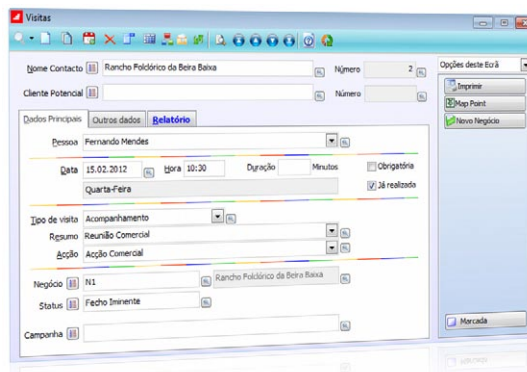 Visitas
Nome Contacto Rancho Folclórico da Beira Baixa Número 2
Cliente Potencial Número
Dados Principais Outros dados Relatório
Pessoa Fernando Mendes
Data 15.02.2012 Hora 10:30 Duração Minutos Obrigatória
Quarta-Feira Já realizada
Tipo de visita Acompanhamento
Resumo Reunião Comercial
Acção Acção Comercial
Negócio N1 Rancho Folclórico da Beira Baixa
Status Fecho Iminente
Campanha
Opções deste Ecrã
Imprimir
Map Point
Novo Negócio
Marcada